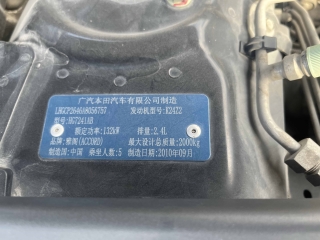 广汽本田汽车有限公司制造
LHGCP2646A8056757 发动机型号:K24Z2
型号:HG7241AB
额定功率:132kW 排量:2.4L
品牌:雅阁(ACCORD) 最大设计总质量:2000kg
制造国:中国 乘坐人数:5 制造日期:2010年09月